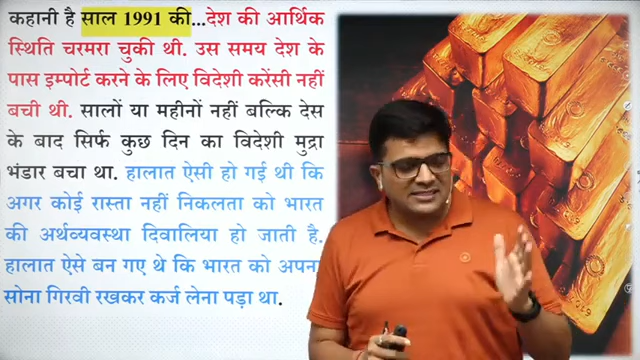 कहानी है साल 1991 की...देश की आर्थिक
स्थिति चरमरा चुकी थी. उस समय देश के
पास इम्पोर्ट करने के लिए विदेशी करेंसी नहीं
बची थी. सालों या महीनों नहीं बल्कि देस
के बाद सिर्फ कुछ दिन का विदेशी मुद्रा
भंडार बचा था. हालात ऐसी हो गई थी कि
अगर कोई रास्ता नहीं निकलता को भारत
की अर्थव्यवस्था दिवालिया हो जाती है.
हालात ऐसे बन गए थे कि भारत को अपना
सोना गिरवी रखकर कर्ज लेना पड़ा था.